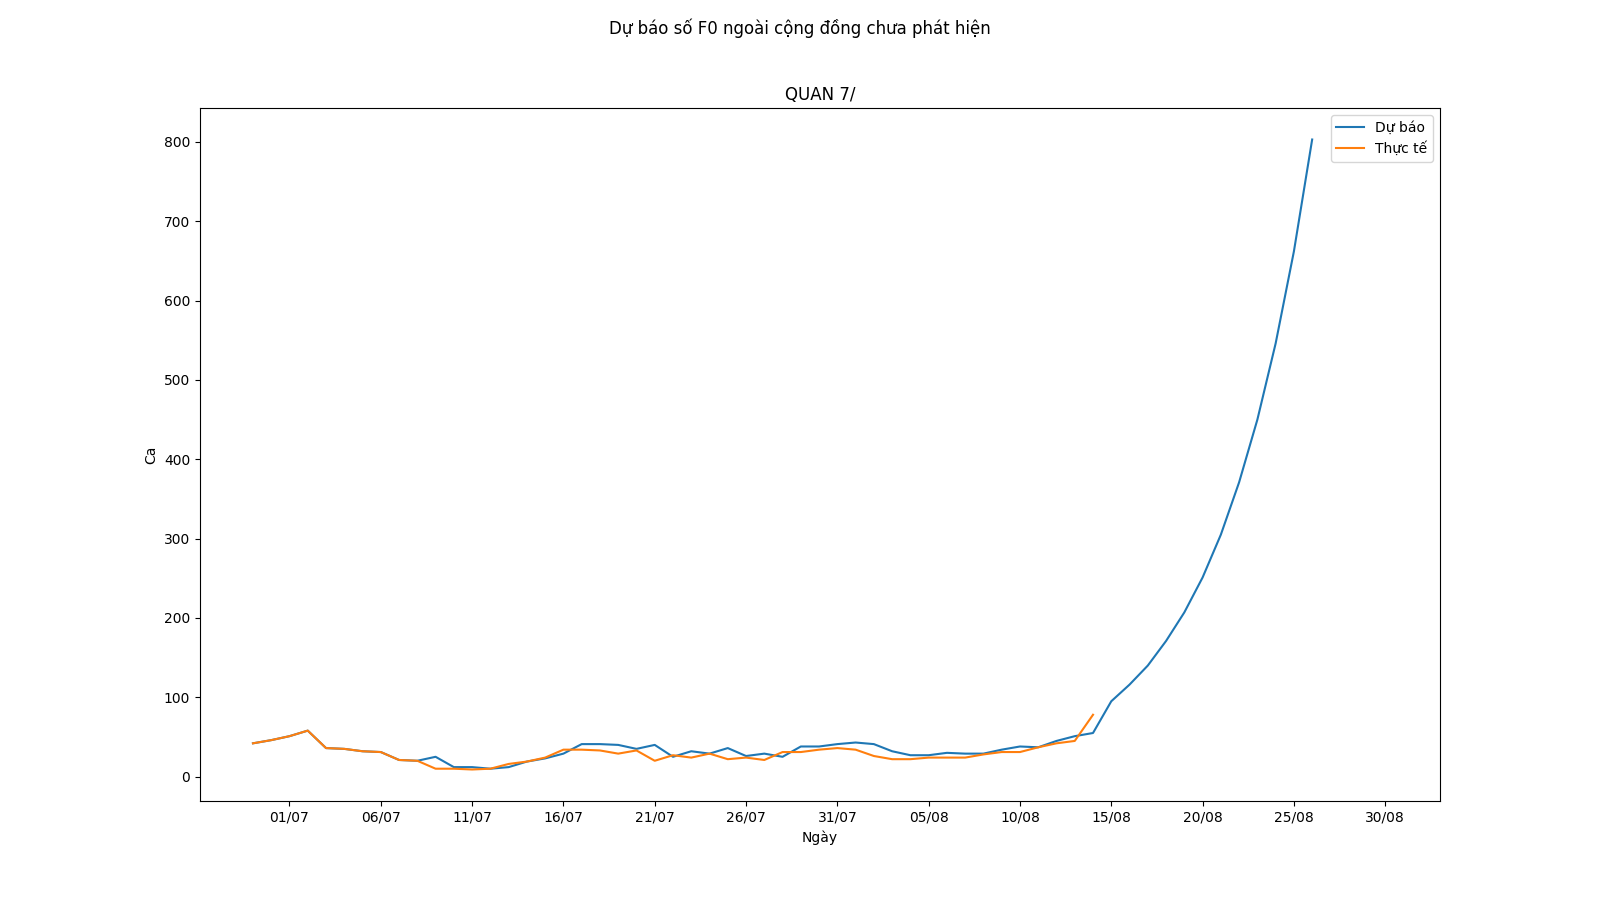 Dự báo số F0 ngoài cộng đồng chưa phát hiện
QUAN 7/
Dự báo
Thực tế
800
700
600
500
400
300
200
100
0
Ca
01/07 06/07 11/07 16/07 21/07 26/07 31/07 05/08 10/08 15/08 20/08 25/08 30/08
Ngày